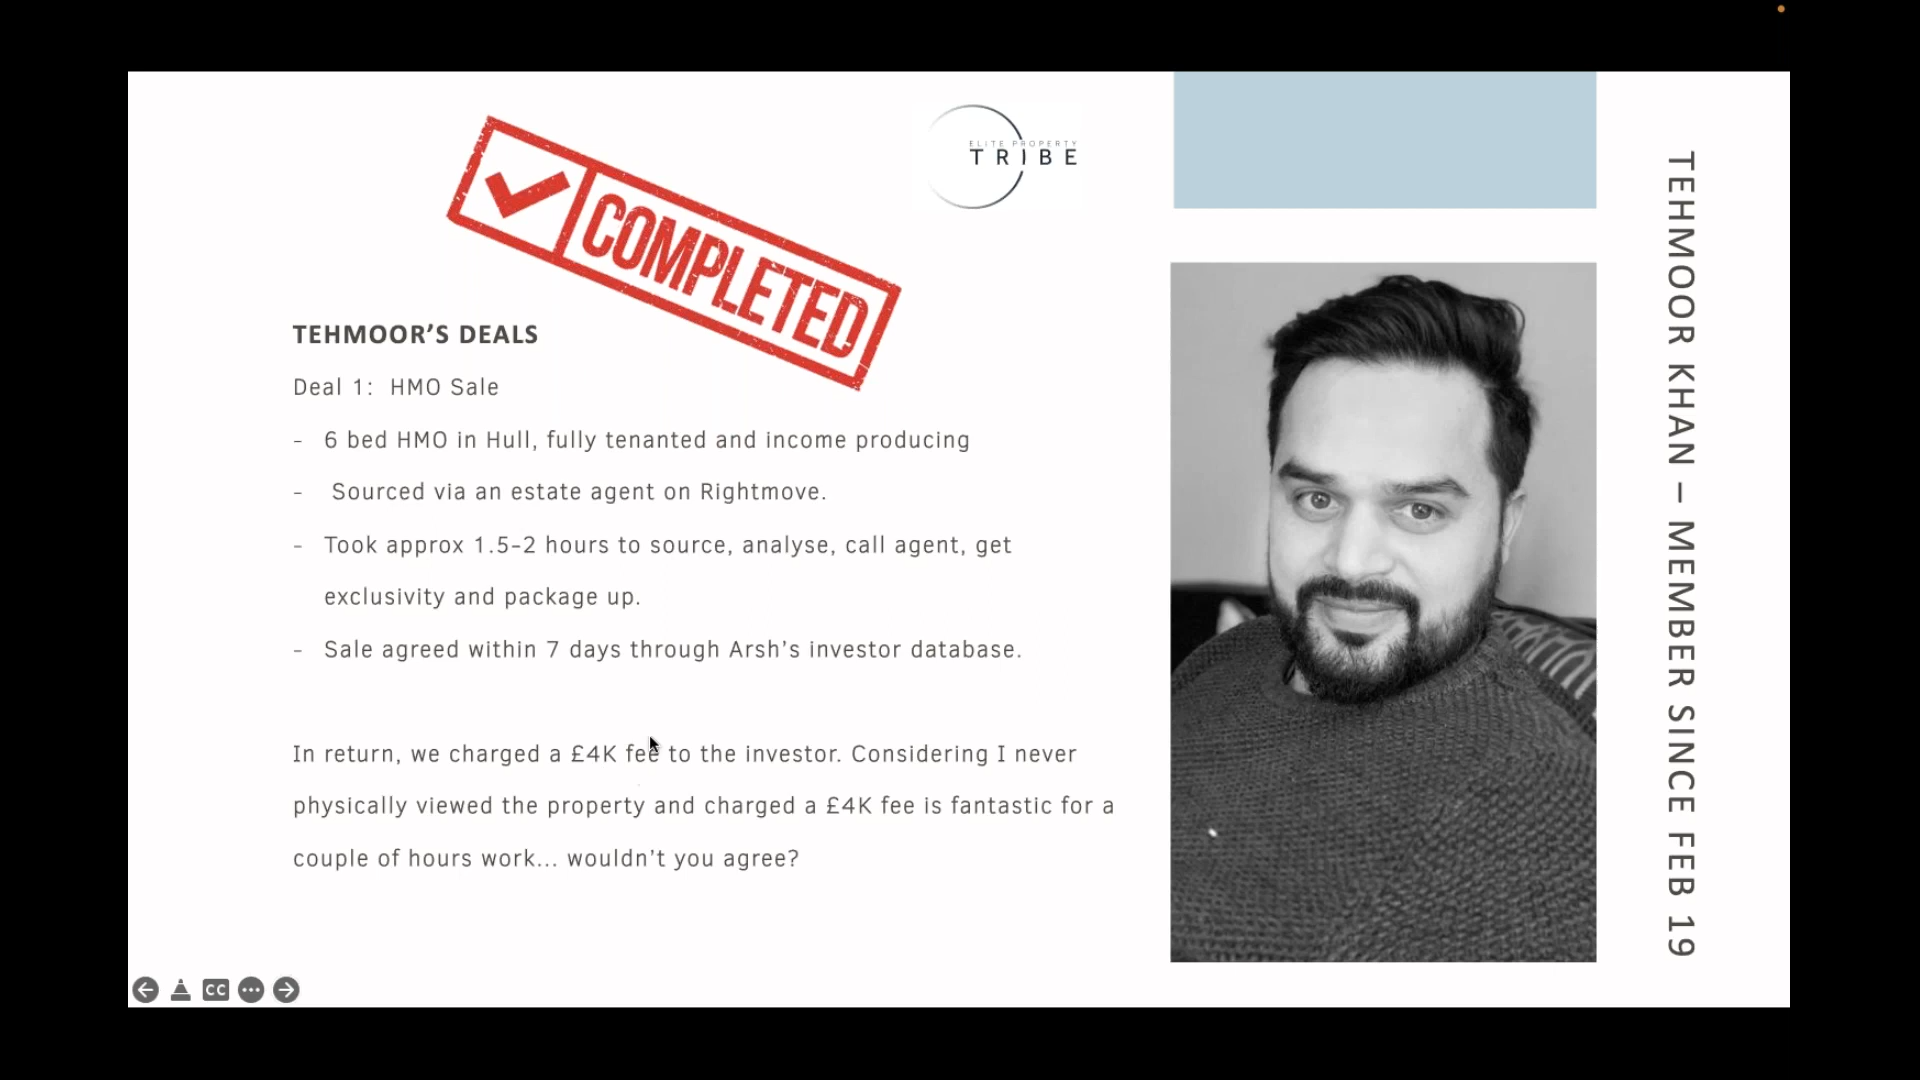 ELITE PROPERTY
TRIBE
COMPLETED
TEHMOOR’S DEALS
Deal 1:  HMO Sale
- 6 bed HMO in Hull, fully tenanted and income producing
- Sourced via an estate agent on Rightmove.
- Took approx 1.5-2 hours to source, analyse, call agent, get
exclusivity and package up.
- Sale agreed within 7 days through Arsh’s investor database.
In return, we charged a £4K fee to the investor. Considering I never
physically viewed the property and charged a £4K fee is fantastic for a
couple of hours work... wouldn’t you agree?
TEHMOOR KHAN – MEMBER SINCE FEB 19
CC